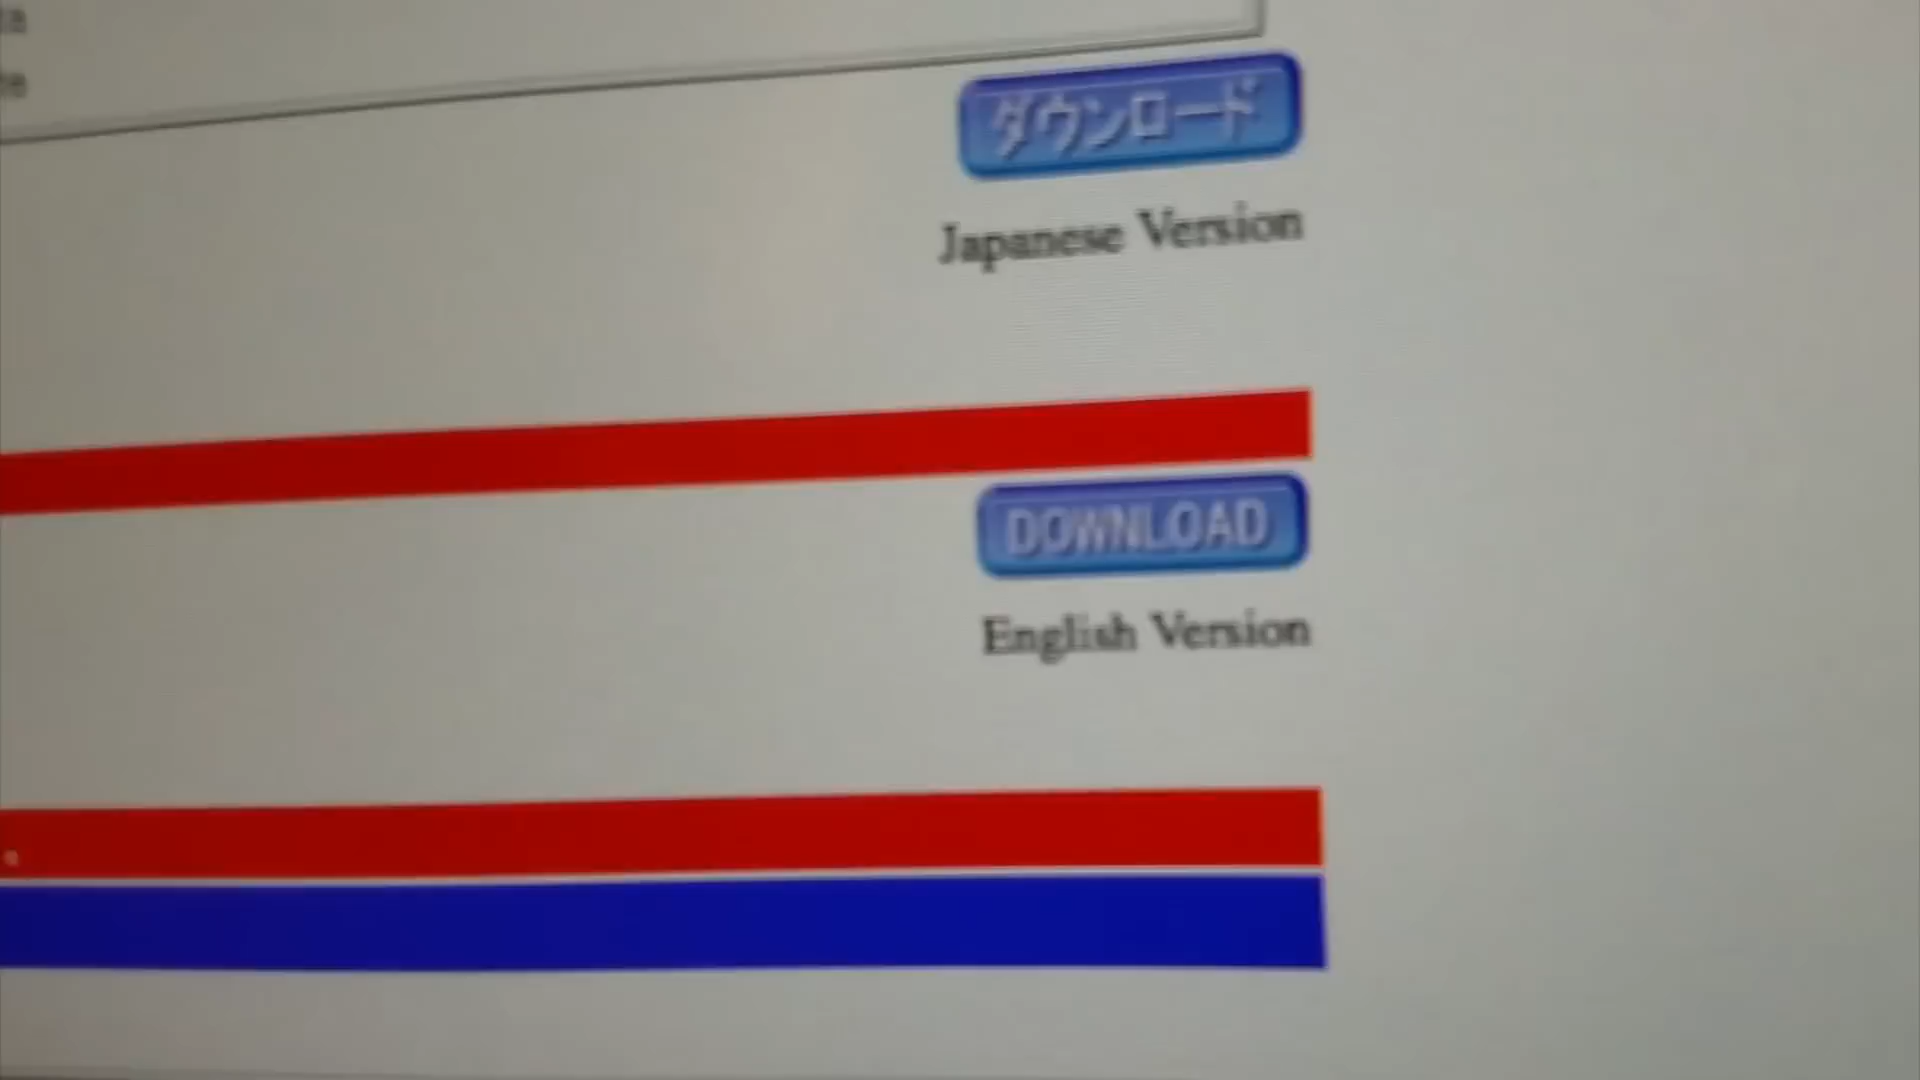 ダウンロード
Japanese Version
DOWNLOAD
English Version